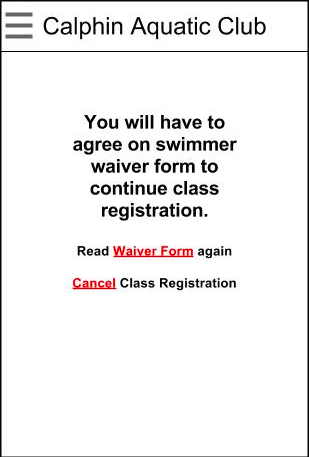 Calphin Aquatic Club
You will have to
agree on swimmer
waiver form to
continue class
registration.
Read Waiver Form again
Cancel Class Registration